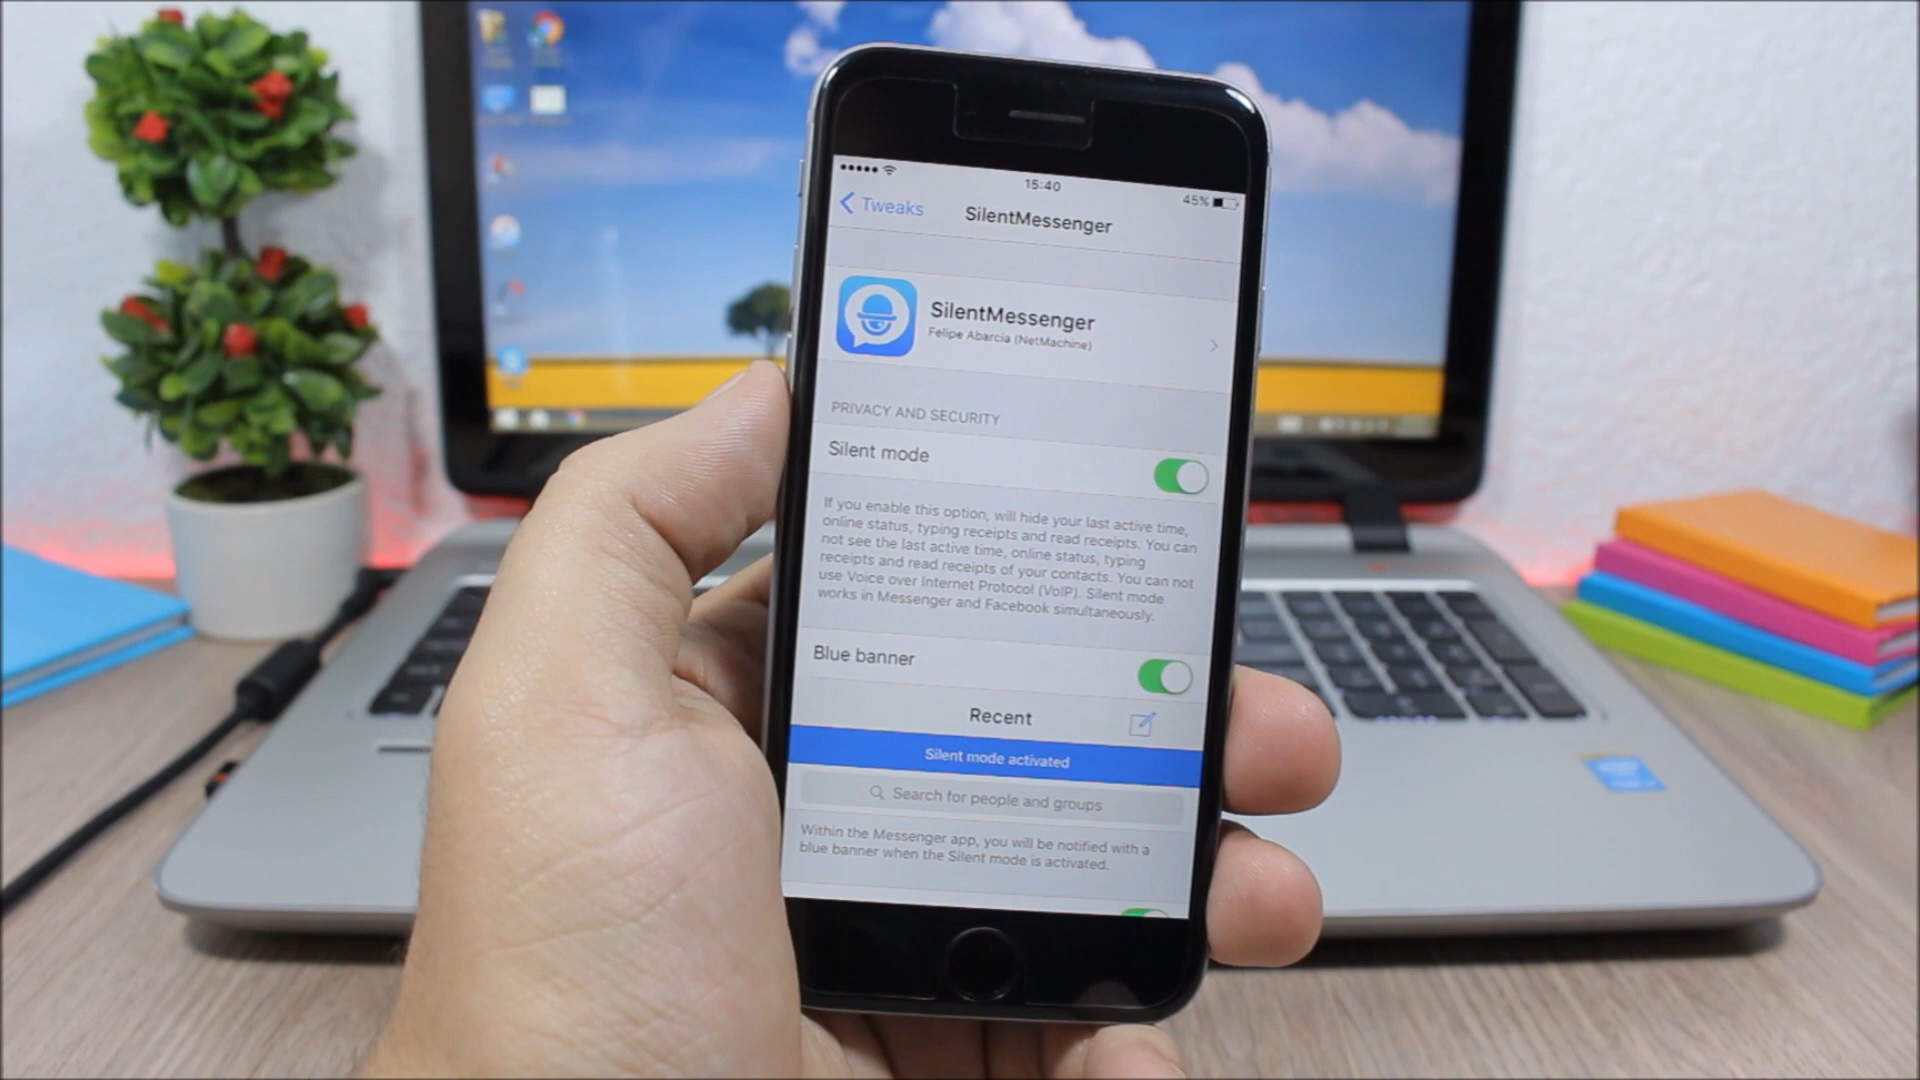 15:40
45%
Tweaks
SilentMessenger
SilentMessenger
Felipe Abarcia (NetMachine)
PRIVACY AND SECURITY
Silent mode
If you enable this option, will hide your last active time,
online status, typing receipts and read receipts. You can
not see the last active time, online status, typing
receipts and read receipts of your contacts. You can not
use Voice over Internet Protocol (VoIP). Silent mode
works in Messenger and Facebook simultaneously.
Blue banner
Recent
Silent mode activated
Search for people and groups
Within the Messenger app, you will be notified with a
blue banner when the Silent mode is activated.